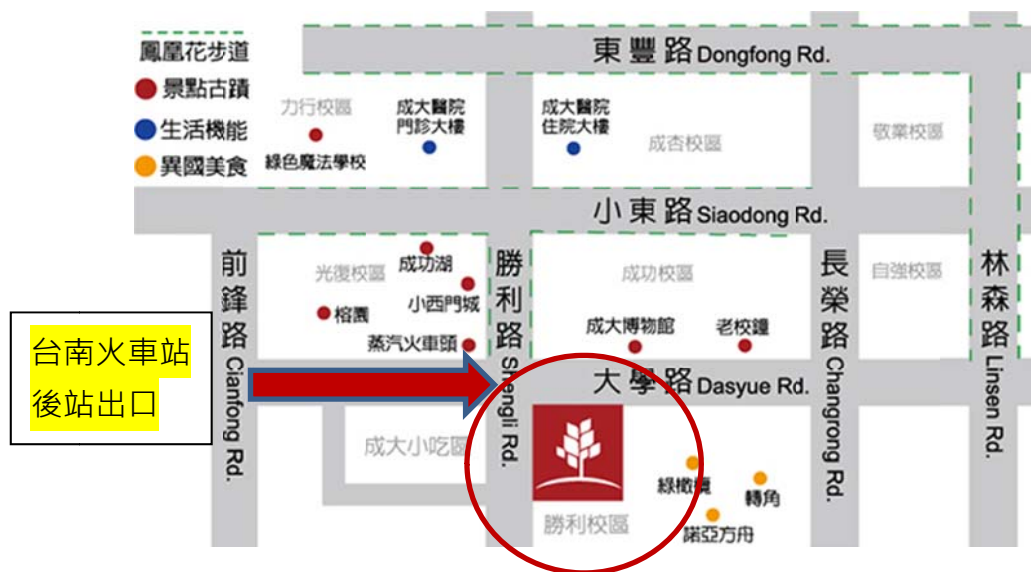 鳳凰花步道
景點古蹟
生活機能
異國美食
東豐路 Dongfong Rd.
力行校區
綠色魔法學校
成大醫院
門診大樓
成大醫院
住院大樓
成杏校區
敬業校區
小東路 Siaodong Rd.
前鋒路 Cianfong Rd.
光復校區
成功湖
小西門城
榕園
蒸汽火車頭
勝利路 Shengli Rd.
成功校區
成大博物館
老校鐘
長榮路 Changrong Rd.
自強校區
林森路 Linsen Rd.
台南火車站
後站出口
大學路 Dasyue Rd.
成大小吃區
勝利校區
綠橄欖
轉角
諾亞方舟